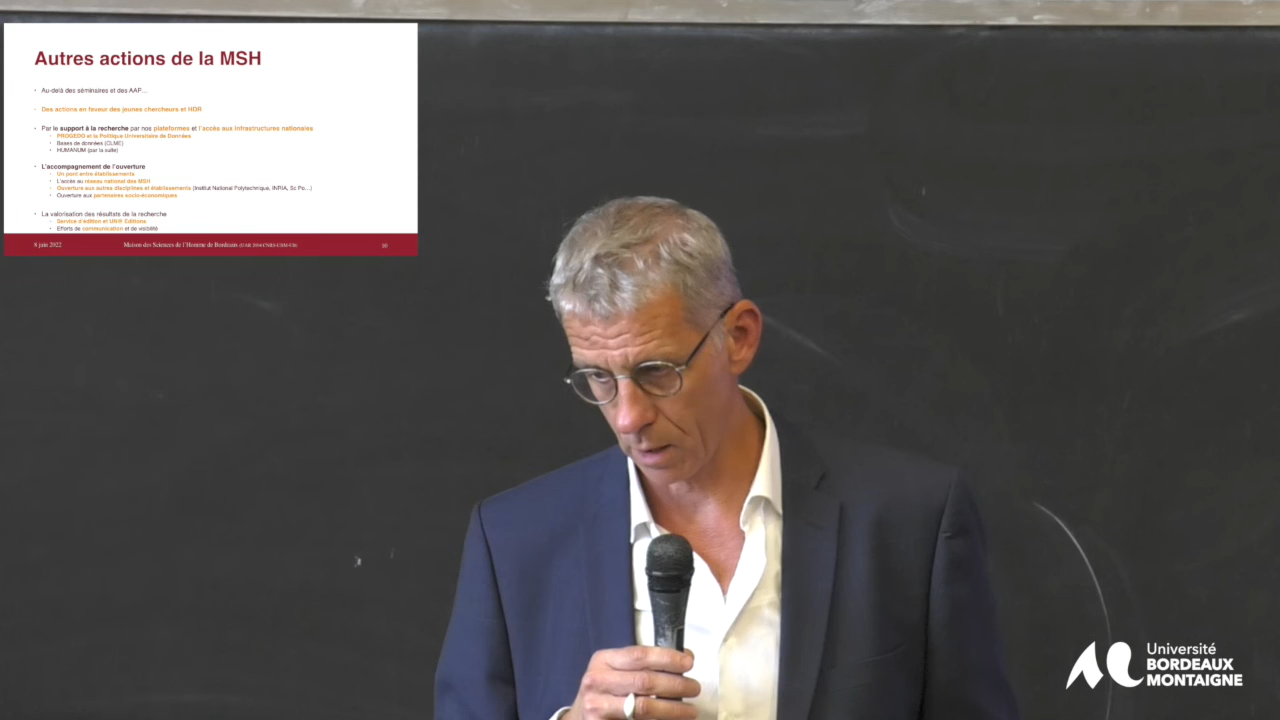 Autres actions de la MSH
Au-delà des séminaires et des AAP…
Des actions en faveur des jeunes chercheurs et HDR
Par le support à la recherche par nos plateformes et l'accès aux infrastructures nationales
PROGEDO et la Politique Universitaire de Données
Bases de données (CLME)
HUMANUM (par la suite)
L'accompagnement de l'ouverture
Un pont entre établissements
L'accès au réseau national des MSH
Ouverture aux autres disciplines et établissements (Institut National Polytechnique, INRIA, Sc Po…)
Ouverture aux partenaires socio-économiques
La valorisation des résultats de la recherche
Service d'édition et UN@ Editions
Efforts de communication et de visibilité
8 juin 2022
Maison des Sciences de l'Homme de Bordeaux
Université
BORDEAUX
MONTAIGNE